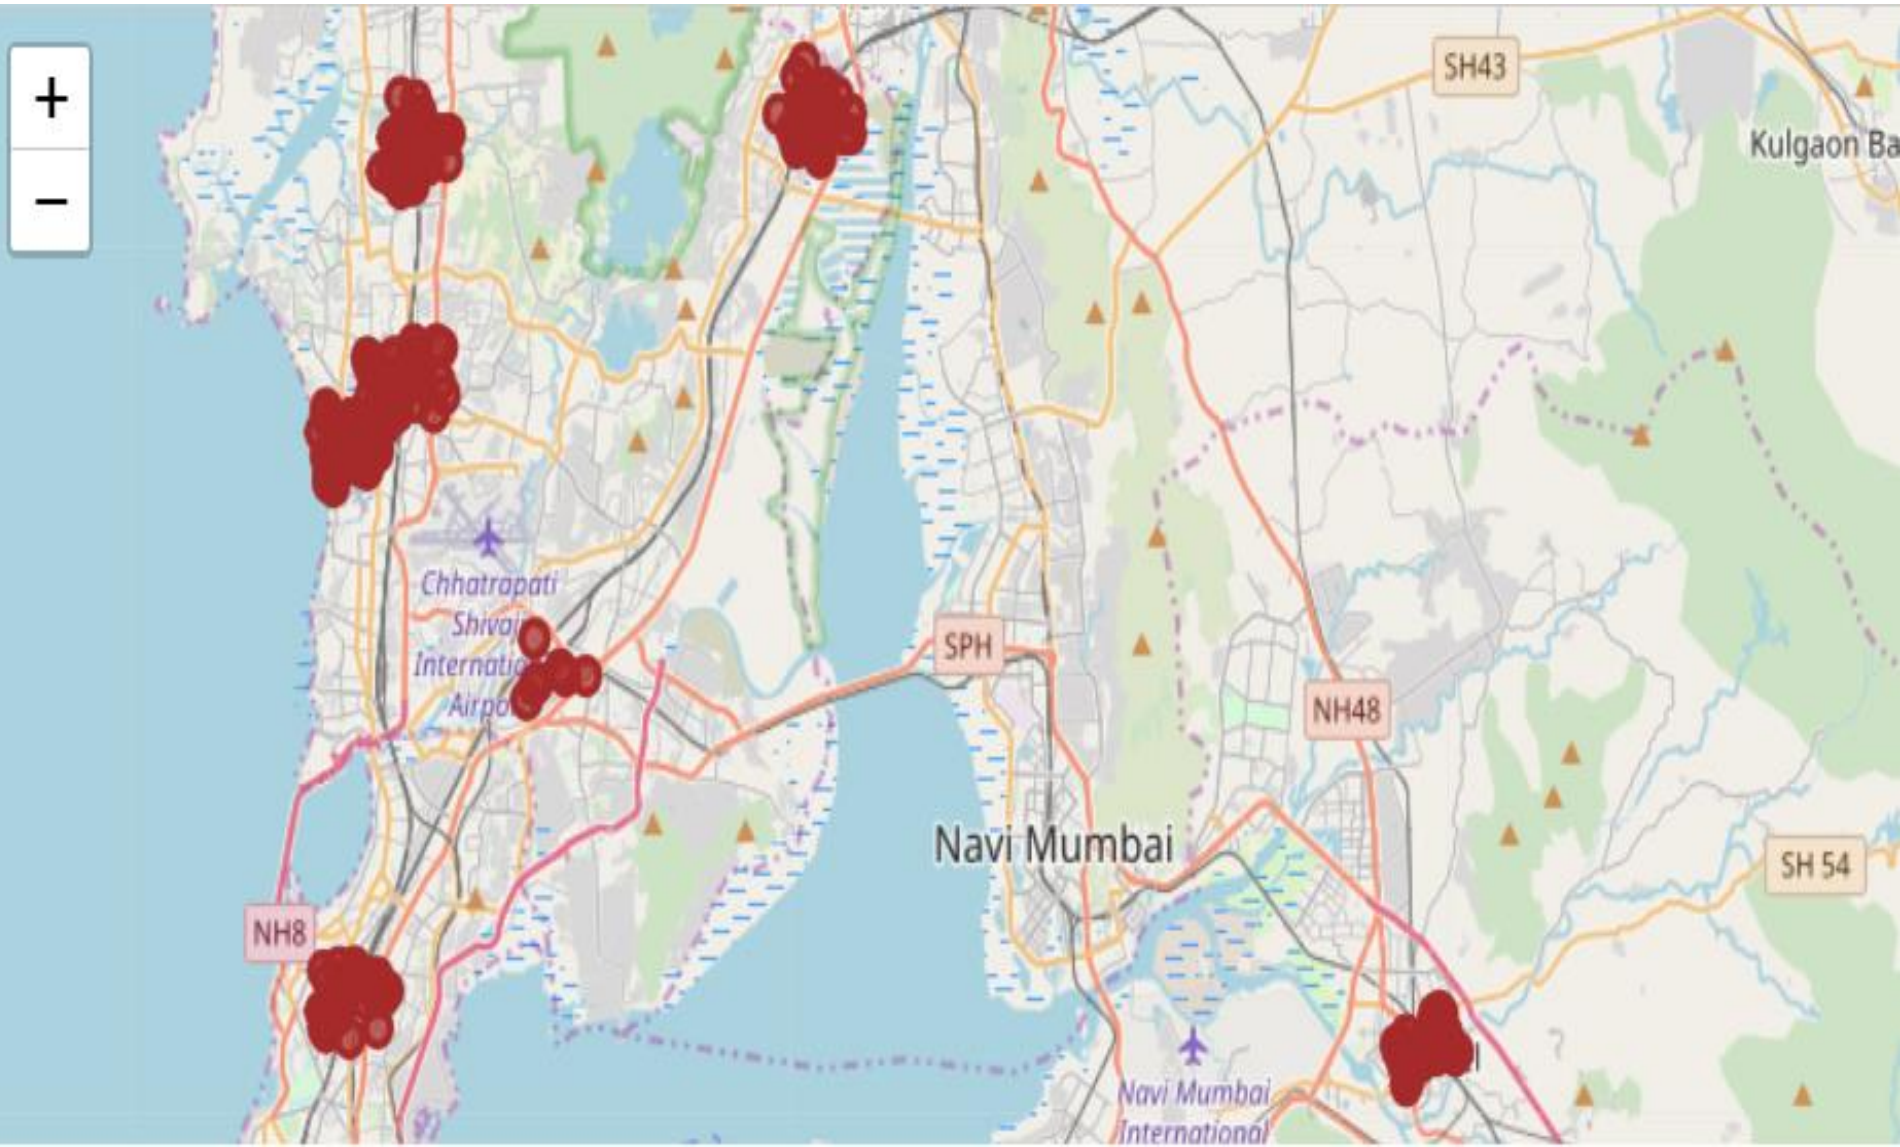 +
−
SH43
Kulgaon Ba
Chhatrapati
Shivaj
Internatio
Airpo
SPH
NH48
Navi Mumbai
SH 54
NH8
Navi Mumbai
International